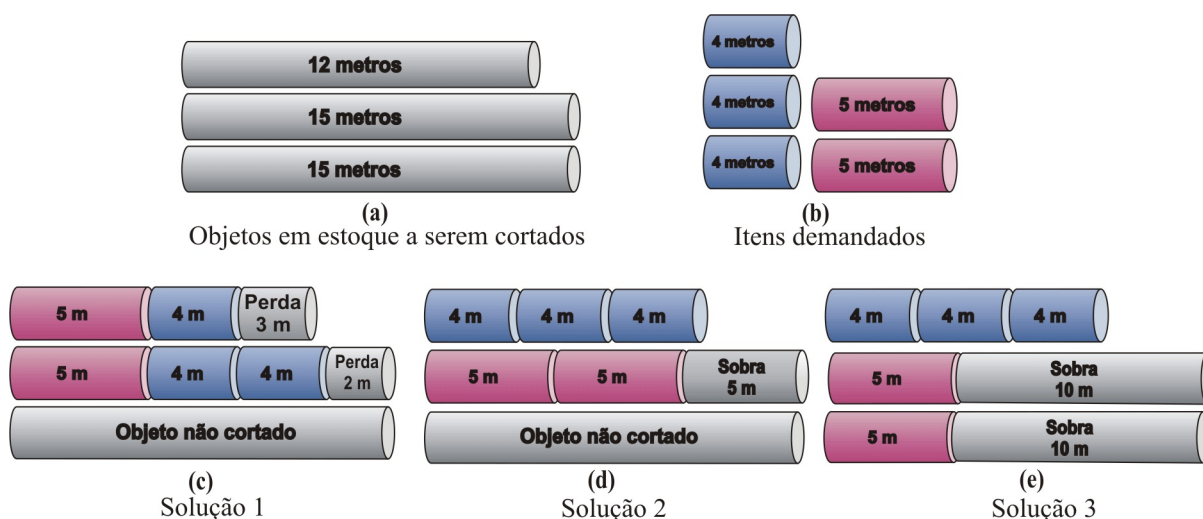 12 metros
15 metros
15 metros
(a)
Objetos em estoque a serem cortados
4 metros
4 metros
5 metros
4 metros
5 metros
(b)
Itens demandados
5 m
4 m
Perda
3 m
5 m
4 m
4 m
Perda
2 m
Objeto não cortado
(c)
Solução 1
4 m
4 m
4 m
5 m
5 m
Sobra
5 m
Objeto não cortado
(d)
Solução 2
4 m
4 m
4 m
5 m
Sobra
10 m
5 m
Sobra
10 m
(e)
Solução 3